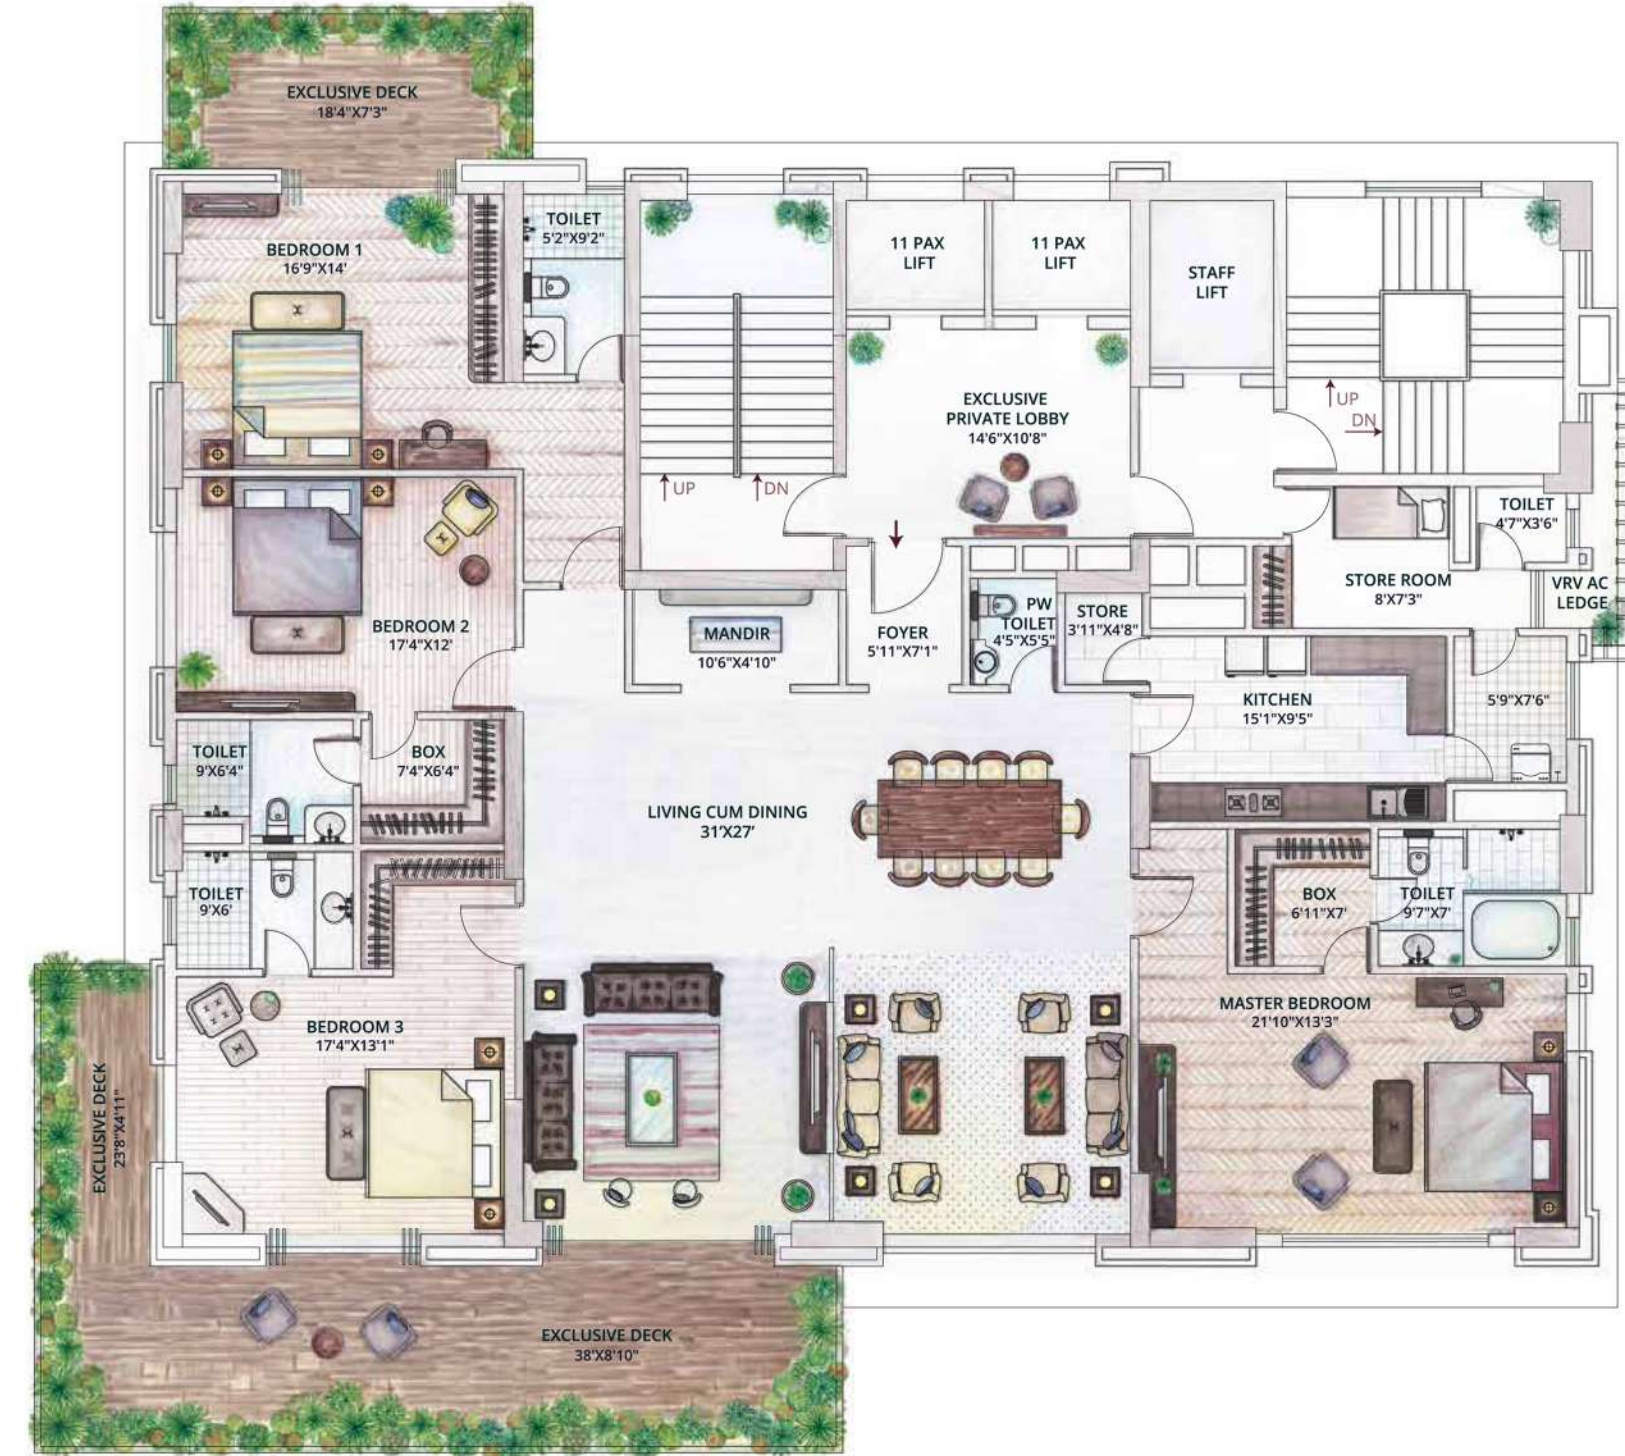 EXCLUSIVE DECK
18'4"X7'3"
BEDROOM 1
16'9"X14'
TOILET
5'2"X9'2"
11 PAX
LIFT
11 PAX
LIFT
STAFF
LIFT
UP
DN
EXCLUSIVE
PRIVATE LOBBY
14'6"X10'8"
UP
DN
TOILET
4'7"X3'6"
STORE ROOM
8'X7'3"
VRV AC
LEDGE
BEDROOM 2
17'4"X12'
MANDIR
10'6"X4'10"
FOYER
5'11"X7'1"
PW
TOILET
4'5"X5'5"
STORE
3'11"X4'8"
KITCHEN
15'1"X9'5"
5'9"X7'6"
TOILET
9'X6'4"
BOX
7'4"X6'4"
LIVING CUM DINING
31'X27'
TOILET
9'X6'
BOX
6'11"X7'
TOILET
9'7"X7'
BEDROOM 3
17'4"X13'1"
MASTER BEDROOM
21'10"X13'3"
EXCLUSIVE DECK
23'8"X4'11"
EXCLUSIVE DECK
38'X8'10"